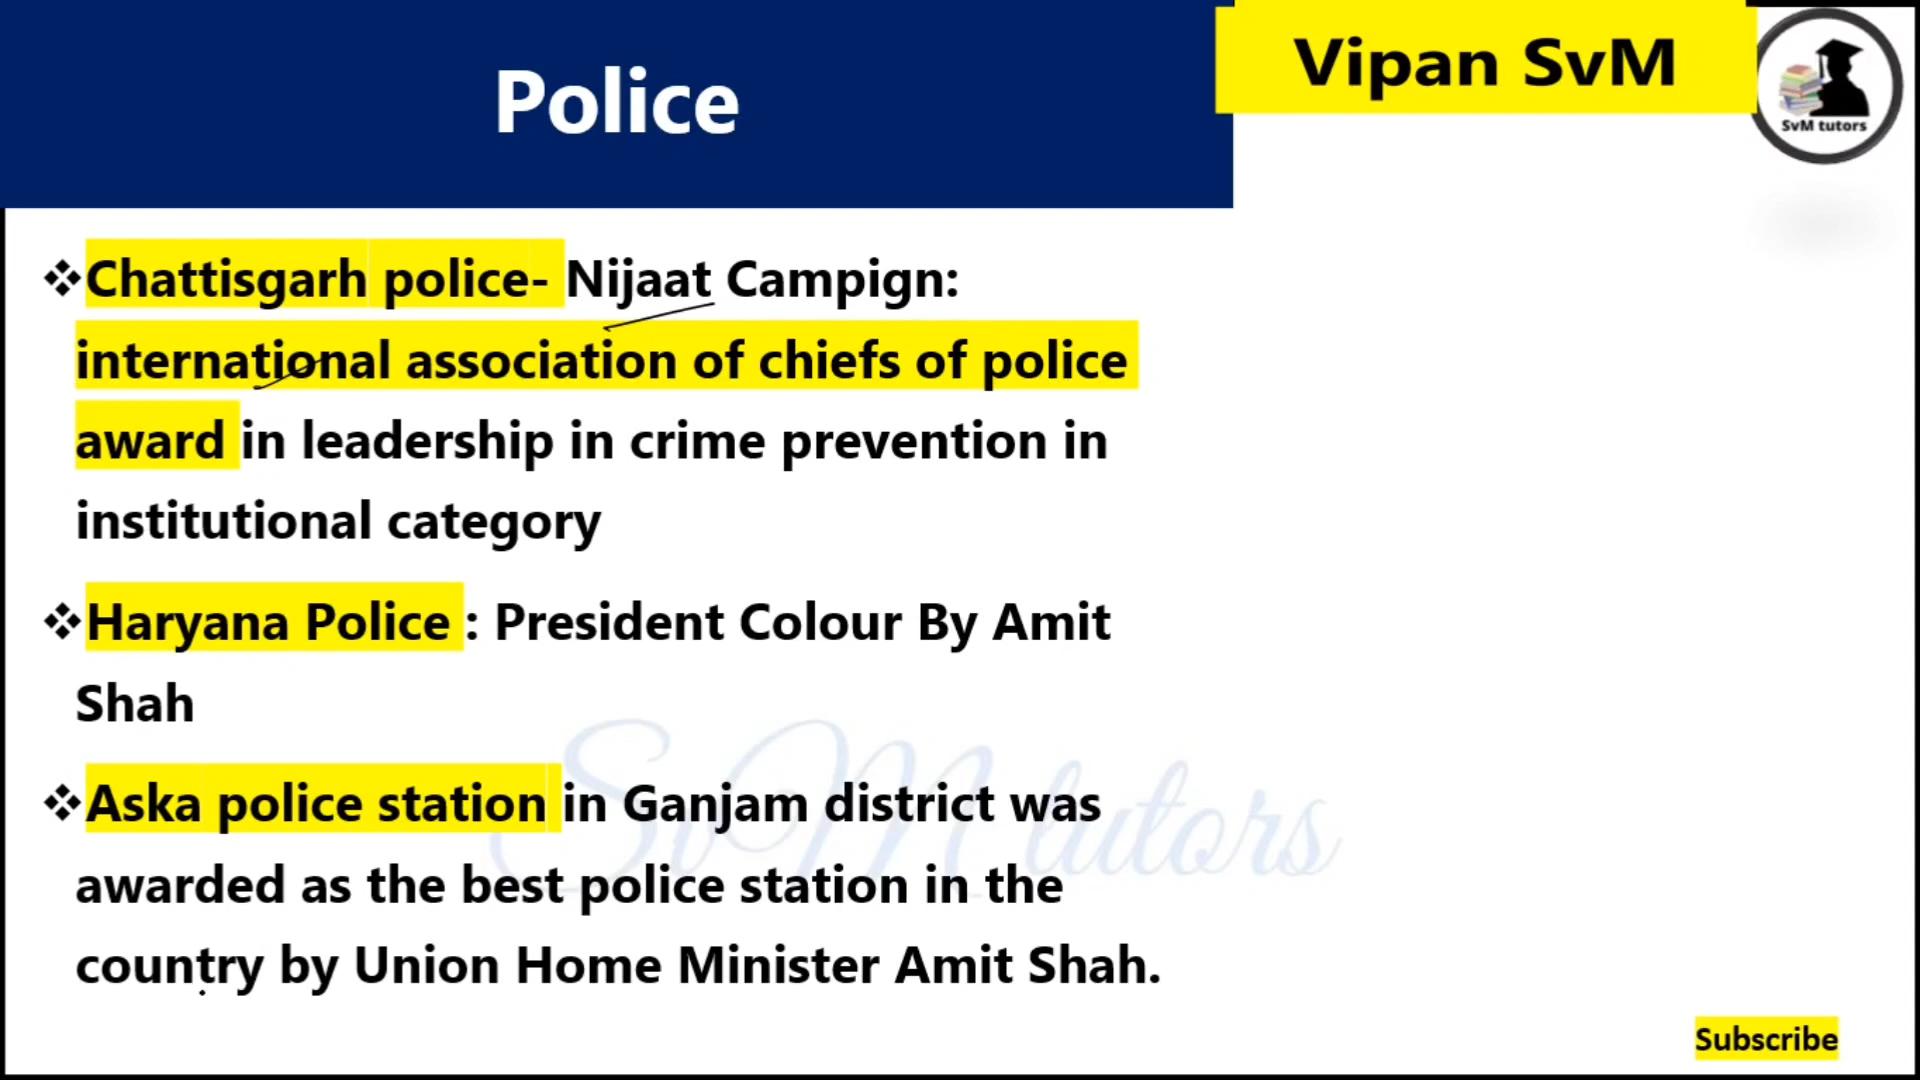 Police
Vipan SvM
SvM tutors
❖Chattisgarh police- Nijaat Campign:
international association of chiefs of police
award in leadership in crime prevention in
institutional category
❖Haryana Police : President Colour By Amit
Shah
❖Aska police station in Ganjam district was
awarded as the best police station in the
country by Union Home Minister Amit Shah.
SvM tutors
Subscribe